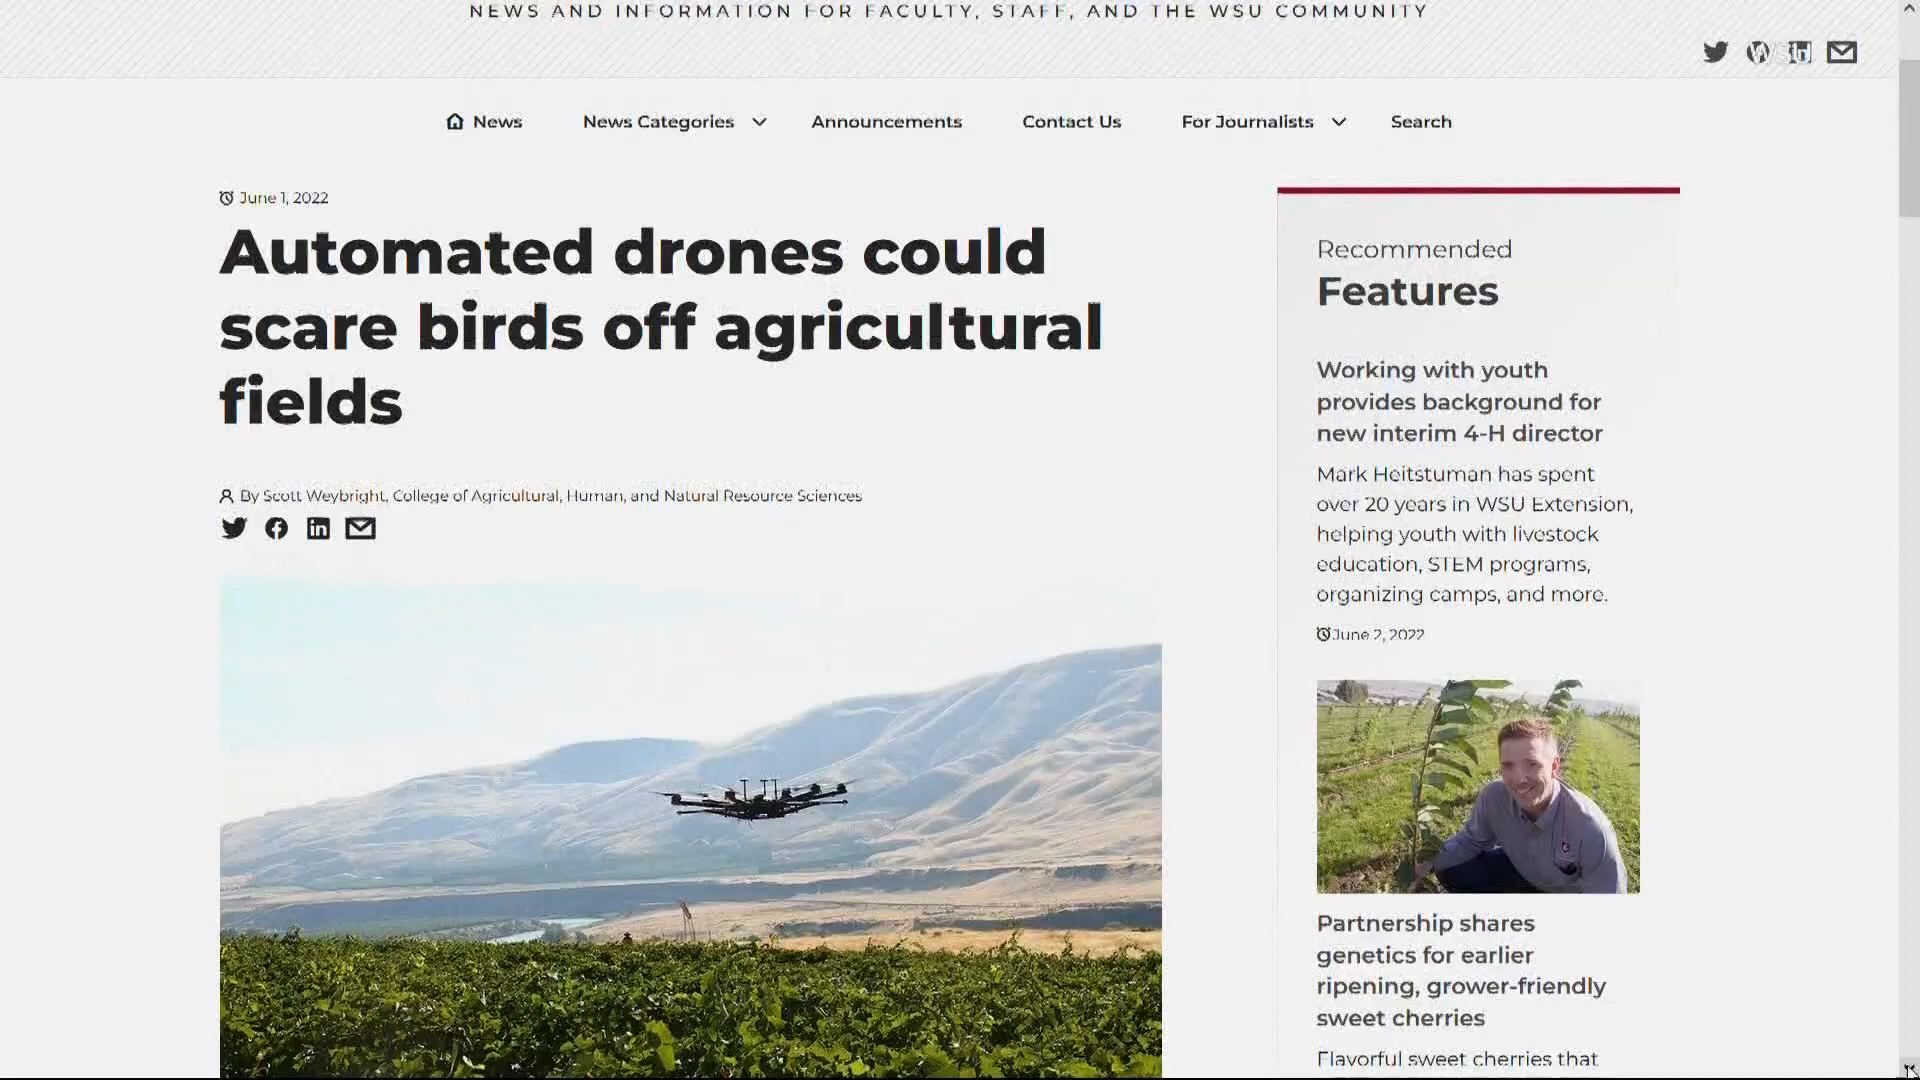 NEWS AND INFORMATION FOR FACULTY, STAFF, AND THE WSU COMMUNITY
News
News Categories
Announcements
Contact Us
For Journalists
Search
June 1, 2022
Automated drones could
scare birds off agricultural
fields
By Scott Weybright, College of Agricultural, Human, and Natural Resource Sciences
Recommended
Features
Working with youth
provides background for
new interim 4-H director
Mark Heitstuman has spent
over 20 years in WSU Extension,
helping youth with livestock
education, STEM programs,
organizing camps, and more.
June 2, 2022
Partnership shares
genetics for earlier
ripening, grower-friendly
sweet cherries
Flavorful sweet cherries that